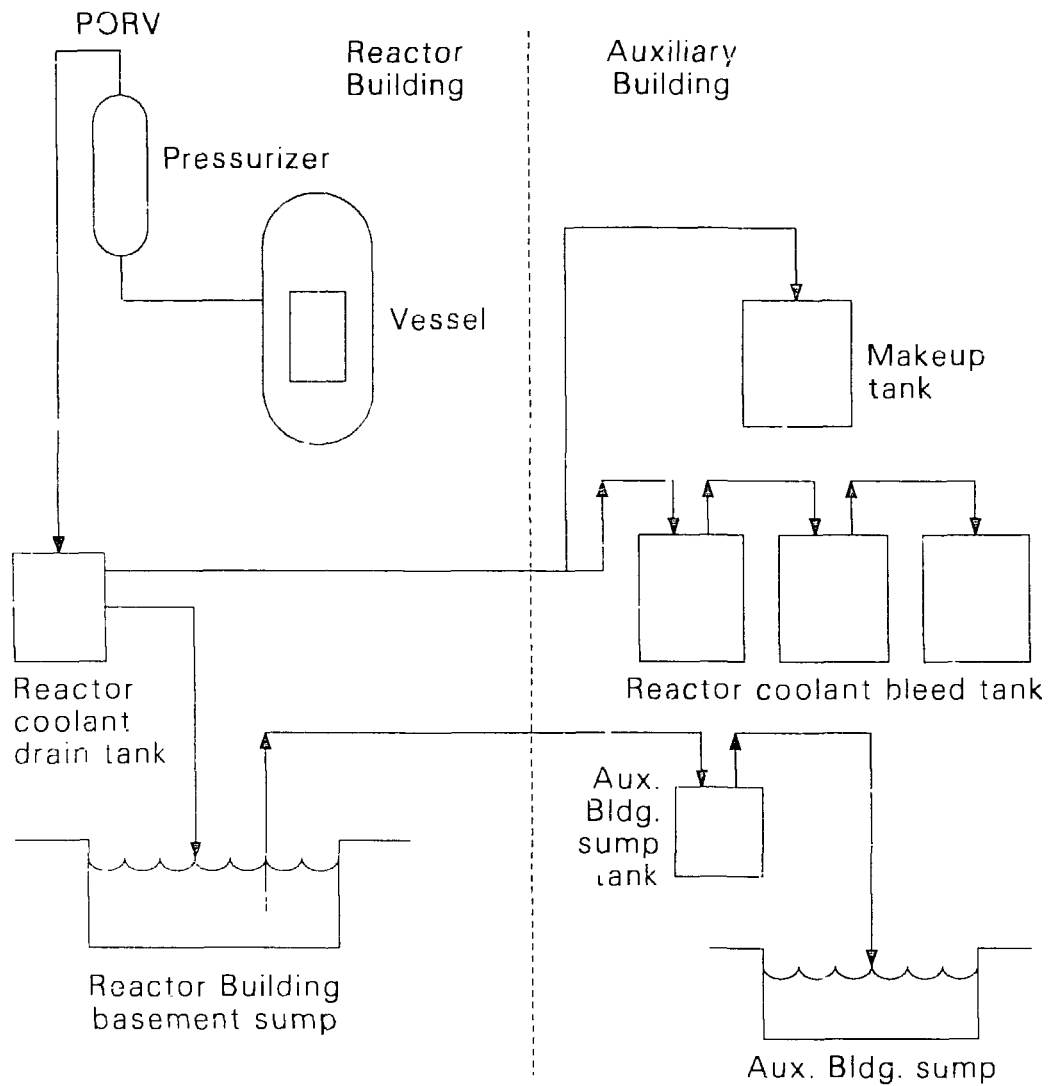 PORV
Reactor
Building
Auxiliary
Building
Pressurizer
Vessel
Makeup
tank
Reactor
coolant
drain tank
Reactor coolant bleed tank
Aux.
Bldg.
sump
tank
Reactor Building
basement sump
Aux. Bldg. sump